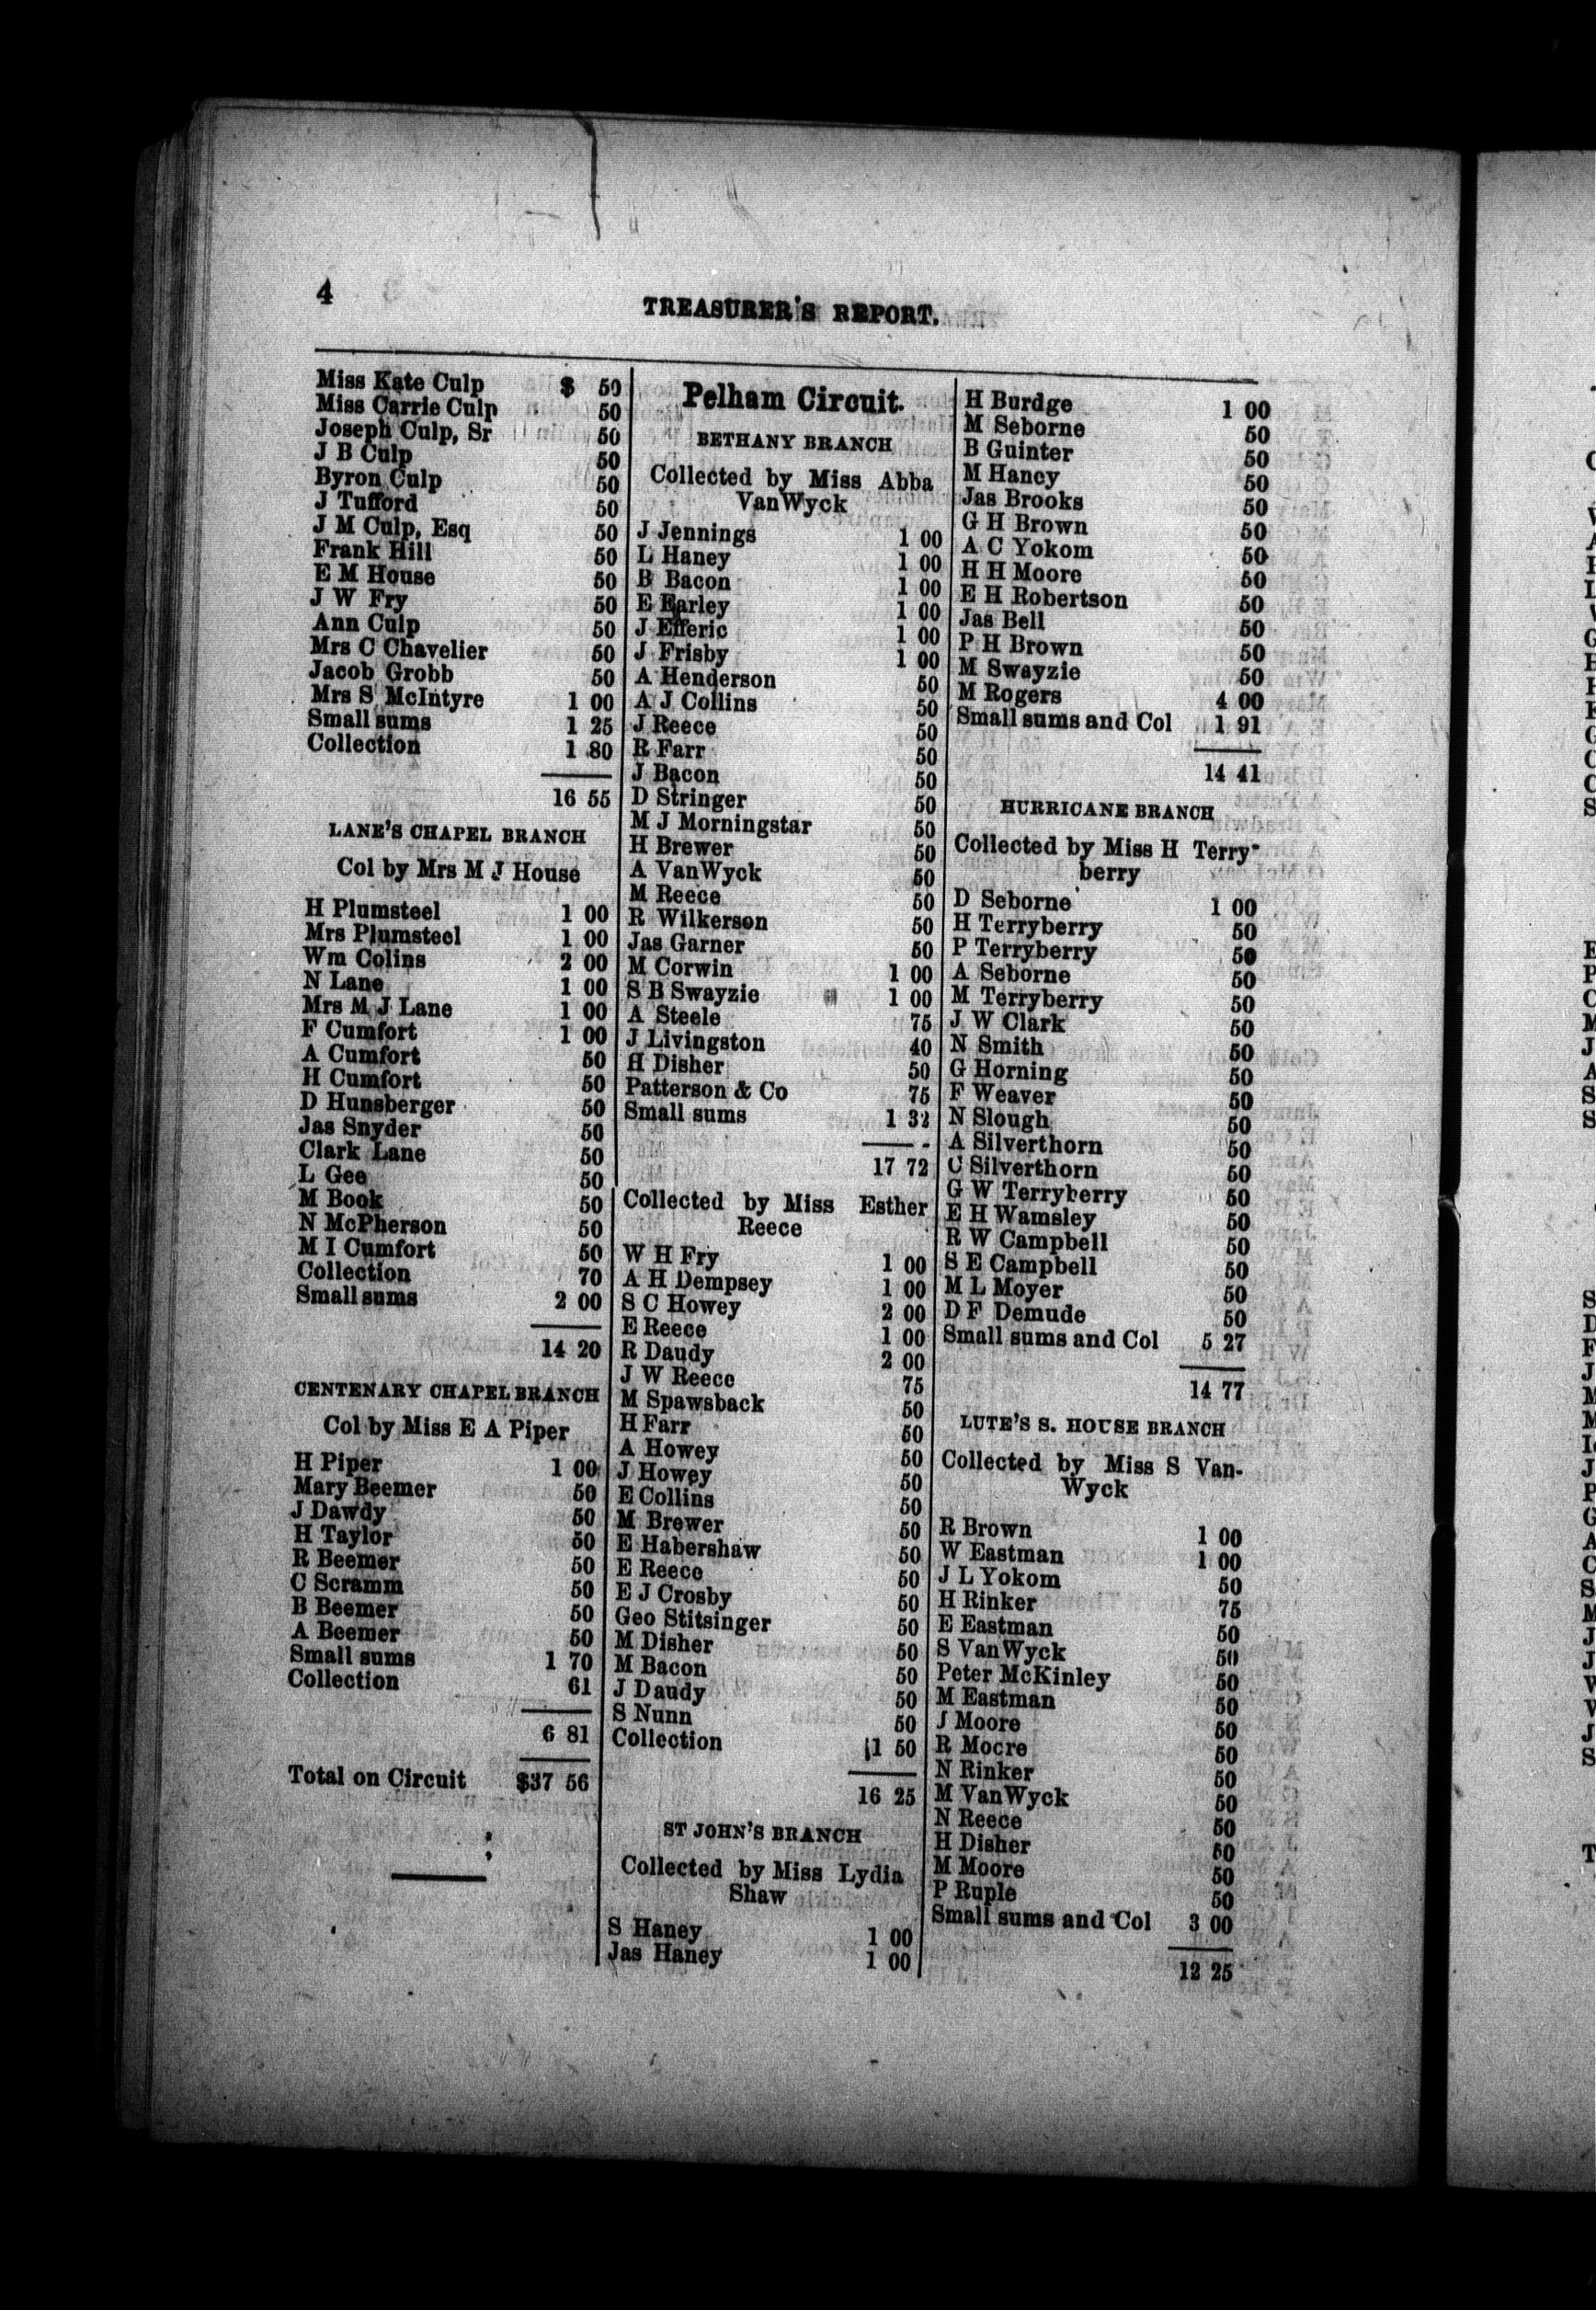 4
TREASURER'S REPORT.
Miss Kate Culp $ 50
Miss Carrie Culp 50
Joseph Culp, Sr 50
J B Culp 50
Byron Culp 50
J Tufford 50
J M Culp, Esq 50
Frank Hill 50
E M House 50
J W Fry 50
Ann Culp 50
Mrs C Chavelier 50
Jacob Grobb 50
Mrs S McIntyre 1 00
Small sums 1 25
Collection 1 80
16 55
LANE'S CHAPEL BRANCH
Col by Mrs M J House
H Plumsteel 1 00
Mrs Plumsteel 1 00
Wm Colins 2 00
N Lane 1 00
Mrs M J Lane 1 00
F Cumfort 1 00
A Cumfort 50
H Cumfort 50
D Hunsberger 50
Jas Snyder 50
Clark Lane 50
L Gee 50
M Book 50
N McPherson 50
M I Cumfort 50
Collection 70
Small sums 2 00
14 20
CENTENARY CHAPEL BRANCH
Col by Miss E A Piper
H Piper 1 00
Mary Beemer 50
J Dawdy 50
H Taylor 50
R Beemer 50
C Scramm 50
B Beemer 50
A Beemer 50
Small sums 1 70
Collection 61
6 81
Total on Circuit $37 56
Pelham Circuit.
BETHANY BRANCH
Collected by Miss Abba
VanWyck
J Jennings 1 00
L Haney 1 00
B Bacon 1 00
E Earley 1 00
J Efferic 1 00
J Frisby 1 00
A Henderson 50
A J Collins 50
J Reece 50
R Farr 50
J Bacon 50
D Stringer 50
M J Morningstar 50
H Brewer 50
A VanWyck 50
M Reece 50
R Wilkerson 50
Jas Garner 50
M Corwin 1 00
S B Swayzie 1 00
A Steele 75
J Livingston 40
H Disher 50
Patterson & Co 75
Small sums 1 32
17 72
Collected by Miss Esther
Reece
W H Fry 1 00
A H Dempsey 1 00
S C Howey 2 00
E Reece 1 00
R Daudy 2 00
J W Reece 75
M Spawsback 50
H Farr 50
A Howey 50
J Howey 50
E Collins 50
M Brewer 50
E Habershaw 50
E Reece 50
E J Crosby 50
Geo Stitsinger 50
M Disher 50
M Bacon 50
J Daudy 50
S Nunn 50
Collection 1 50
16 25
ST JOHN'S BRANCH
Collected by Miss Lydia
Shaw
S Haney 1 00
Jas Haney 1 00
H Burdge 1 00
M Seborne 50
B Guinter 50
M Haney 50
Jas Brooks 50
G H Brown 50
A C Yokom 50
H H Moore 50
E H Robertson 50
Jas Bell 50
P H Brown 50
M Swayzie 50
M Rogers 4 00
Small sums and Col 1 91
14 41
HURRICANE BRANCH
Collected by Miss H Terry-
berry
D Seborne 1 00
H Terryberry 50
P Terryberry 50
A Seborne 50
M Terryberry 50
J W Clark 50
N Smith 50
G Horning 50
F Weaver 50
N Slough 50
A Silverthorn 50
C Silverthorn 50
G W Terryberry 50
E H Wamsley 50
R W Campbell 50
S E Campbell 50
M L Moyer 50
D F Demude 50
Small sums and Col 5 27
14 77
LUTE'S S. HOUSE BRANCH
Collected by Miss S Van-
Wyck
R Brown 1 00
W Eastman 1 00
J L Yokom 50
H Rinker 75
E Eastman 50
S VanWyck 50
Peter McKinley 50
M Eastman 50
J Moore 50
R Mocre 50
N Rinker 50
M VanWyck 50
N Reece 50
H Disher 50
M Moore 50
P Ruple 50
Small sums and Col 3 00
12 25